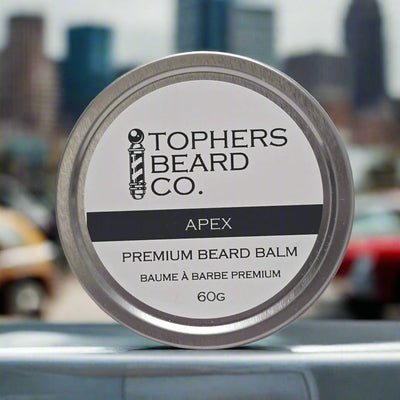 TOPHERS
BEARD
CO.
APEX
PREMIUM BEARD BALM
BAUME À BARBE PREMIUM
60G